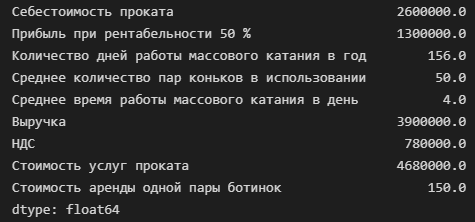 Себестоимость проката 2600000.0
Прибыль при рентабельности 50 % 1300000.0
Количество дней работы массового катания в год 156.0
Среднее количество пар коньков в использовании 50.0
Среднее время работы массового катания в день 4.0
Выручка 3900000.0
НДС 780000.0
Стоимость услуг проката 4680000.0
Стоимость аренды одной пары ботинок 150.0
dtype: float64